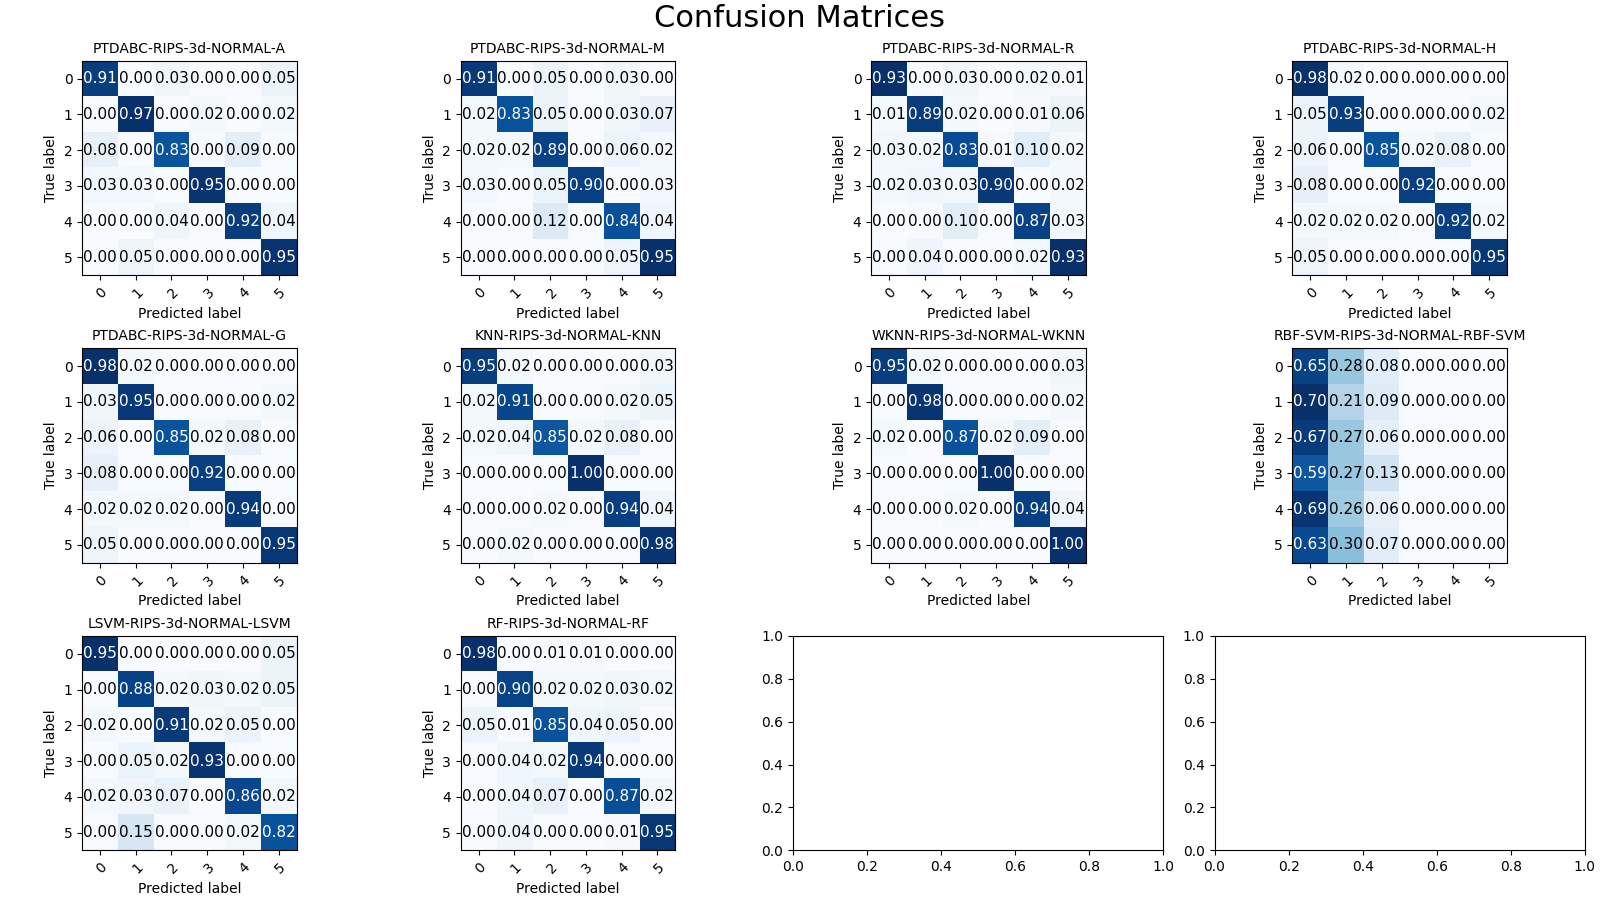 Confusion Matrices
PTDABC-RIPS-3d-NORMAL-A
0 0.91 0.00 0.03 0.00 0.00 0.05
1 0.00 0.97 0.00 0.02 0.00 0.02
2 0.08 0.00 0.83 0.00 0.09 0.00
3 0.03 0.03 0.00 0.95 0.00 0.00
4 0.00 0.00 0.04 0.00 0.92 0.04
5 0.00 0.05 0.00 0.00 0.00 0.95
True label
0 1 2 3 4 5
Predicted label
PTDABC-RIPS-3d-NORMAL-M
0 0.91 0.00 0.05 0.00 0.03 0.00
1 0.02 0.83 0.05 0.00 0.03 0.07
2 0.02 0.02 0.89 0.00 0.06 0.02
3 0.03 0.00 0.05 0.90 0.00 0.03
4 0.00 0.00 0.12 0.00 0.84 0.04
5 0.00 0.00 0.00 0.00 0.05 0.95
True label
0 1 2 3 4 5
Predicted label
PTDABC-RIPS-3d-NORMAL-R
0 0.93 0.00 0.03 0.00 0.02 0.01
1 0.01 0.89 0.02 0.00 0.01 0.06
2 0.03 0.02 0.83 0.01 0.10 0.02
3 0.02 0.03 0.03 0.90 0.00 0.02
4 0.00 0.00 0.10 0.00 0.87 0.03
5 0.00 0.04 0.00 0.00 0.02 0.93
True label
0 1 2 3 4 5
Predicted label
PTDABC-RIPS-3d-NORMAL-H
0 0.98 0.02 0.00 0.00 0.00 0.00
1 0.05 0.93 0.00 0.00 0.00 0.02
2 0.06 0.00 0.85 0.02 0.08 0.00
3 0.08 0.00 0.00 0.92 0.00 0.00
4 0.02 0.02 0.02 0.00 0.92 0.02
5 0.05 0.00 0.00 0.00 0.00 0.95
True label
0 1 2 3 4 5
Predicted label
PTDABC-RIPS-3d-NORMAL-G
0 0.98 0.02 0.00 0.00 0.00 0.00
1 0.03 0.95 0.00 0.00 0.00 0.02
2 0.06 0.00 0.85 0.02 0.08 0.00
3 0.08 0.00 0.00 0.92 0.00 0.00
4 0.02 0.02 0.02 0.00 0.94 0.00
5 0.05 0.00 0.00 0.00 0.00 0.95
True label
0 1 2 3 4 5
Predicted label
KNN-RIPS-3d-NORMAL-KNN
0 0.95 0.02 0.00 0.00 0.00 0.03
1 0.02 0.91 0.00 0.00 0.02 0.05
2 0.02 0.04 0.85 0.02 0.08 0.00
3 0.00 0.00 0.00 1.00 0.00 0.00
4 0.00 0.00 0.02 0.00 0.94 0.04
5 0.00 0.02 0.00 0.00 0.00 0.98
True label
0 1 2 3 4 5
Predicted label
WKNN-RIPS-3d-NORMAL-WKNN
0 0.95 0.02 0.00 0.00 0.00 0.03
1 0.00 0.98 0.00 0.00 0.00 0.02
2 0.02 0.00 0.87 0.02 0.09 0.00
3 0.00 0.00 0.00 1.00 0.00 0.00
4 0.00 0.00 0.02 0.00 0.94 0.04
5 0.00 0.00 0.00 0.00 0.00 1.00
True label
0 1 2 3 4 5
Predicted label
RBF-SVM-RIPS-3d-NORMAL-RBF-SVM
0 0.65 0.28 0.08 0.00 0.00 0.00
1 0.70 0.21 0.09 0.00 0.00 0.00
2 0.67 0.27 0.06 0.00 0.00 0.00
3 0.59 0.27 0.13 0.00 0.00 0.00
4 0.69 0.26 0.06 0.00 0.00 0.00
5 0.63 0.30 0.07 0.00 0.00 0.00
True label
0 1 2 3 4 5
Predicted label
LSVM-RIPS-3d-NORMAL-LSVM
0 0.95 0.00 0.00 0.00 0.00 0.05
1 0.00 0.88 0.02 0.03 0.02 0.05
2 0.02 0.00 0.91 0.02 0.05 0.00
3 0.00 0.05 0.02 0.93 0.00 0.00
4 0.02 0.03 0.07 0.00 0.86 0.02
5 0.00 0.15 0.00 0.00 0.02 0.82
True label
0 1 2 3 4 5
Predicted label
RF-RIPS-3d-NORMAL-RF
0 0.98 0.00 0.01 0.01 0.00 0.00
1 0.00 0.90 0.02 0.02 0.03 0.02
2 0.05 0.01 0.85 0.04 0.05 0.00
3 0.00 0.04 0.02 0.94 0.00 0.00
4 0.00 0.04 0.07 0.00 0.87 0.02
5 0.00 0.04 0.00 0.00 0.01 0.95
True label
0 1 2 3 4 5
Predicted label
1.0
0.8
0.6
0.4
0.2
0.0
0.0 0.2 0.4 0.6 0.8 1.0
1.0
0.8
0.6
0.4
0.2
0.0
0.0 0.2 0.4 0.6 0.8 1.0